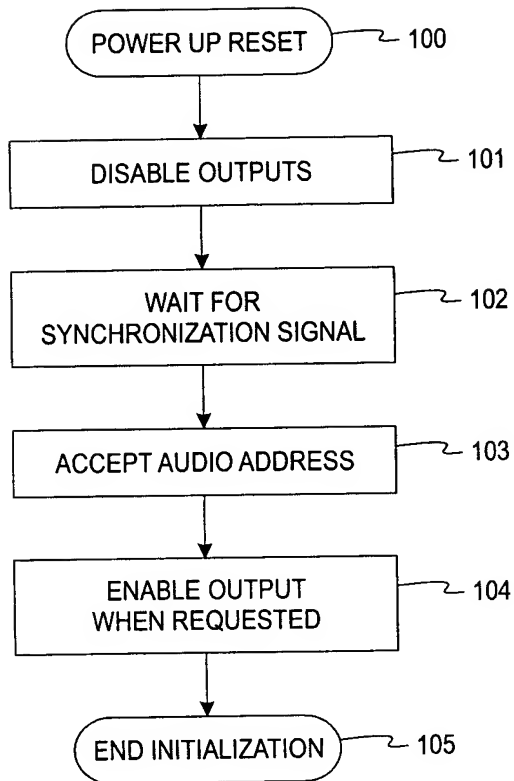 POWER UP RESET
100
DISABLE OUTPUTS
101
WAIT FOR
SYNCHRONIZATION SIGNAL
102
ACCEPT AUDIO ADDRESS
103
ENABLE OUTPUT
WHEN REQUESTED
104
END INITIALIZATION
105